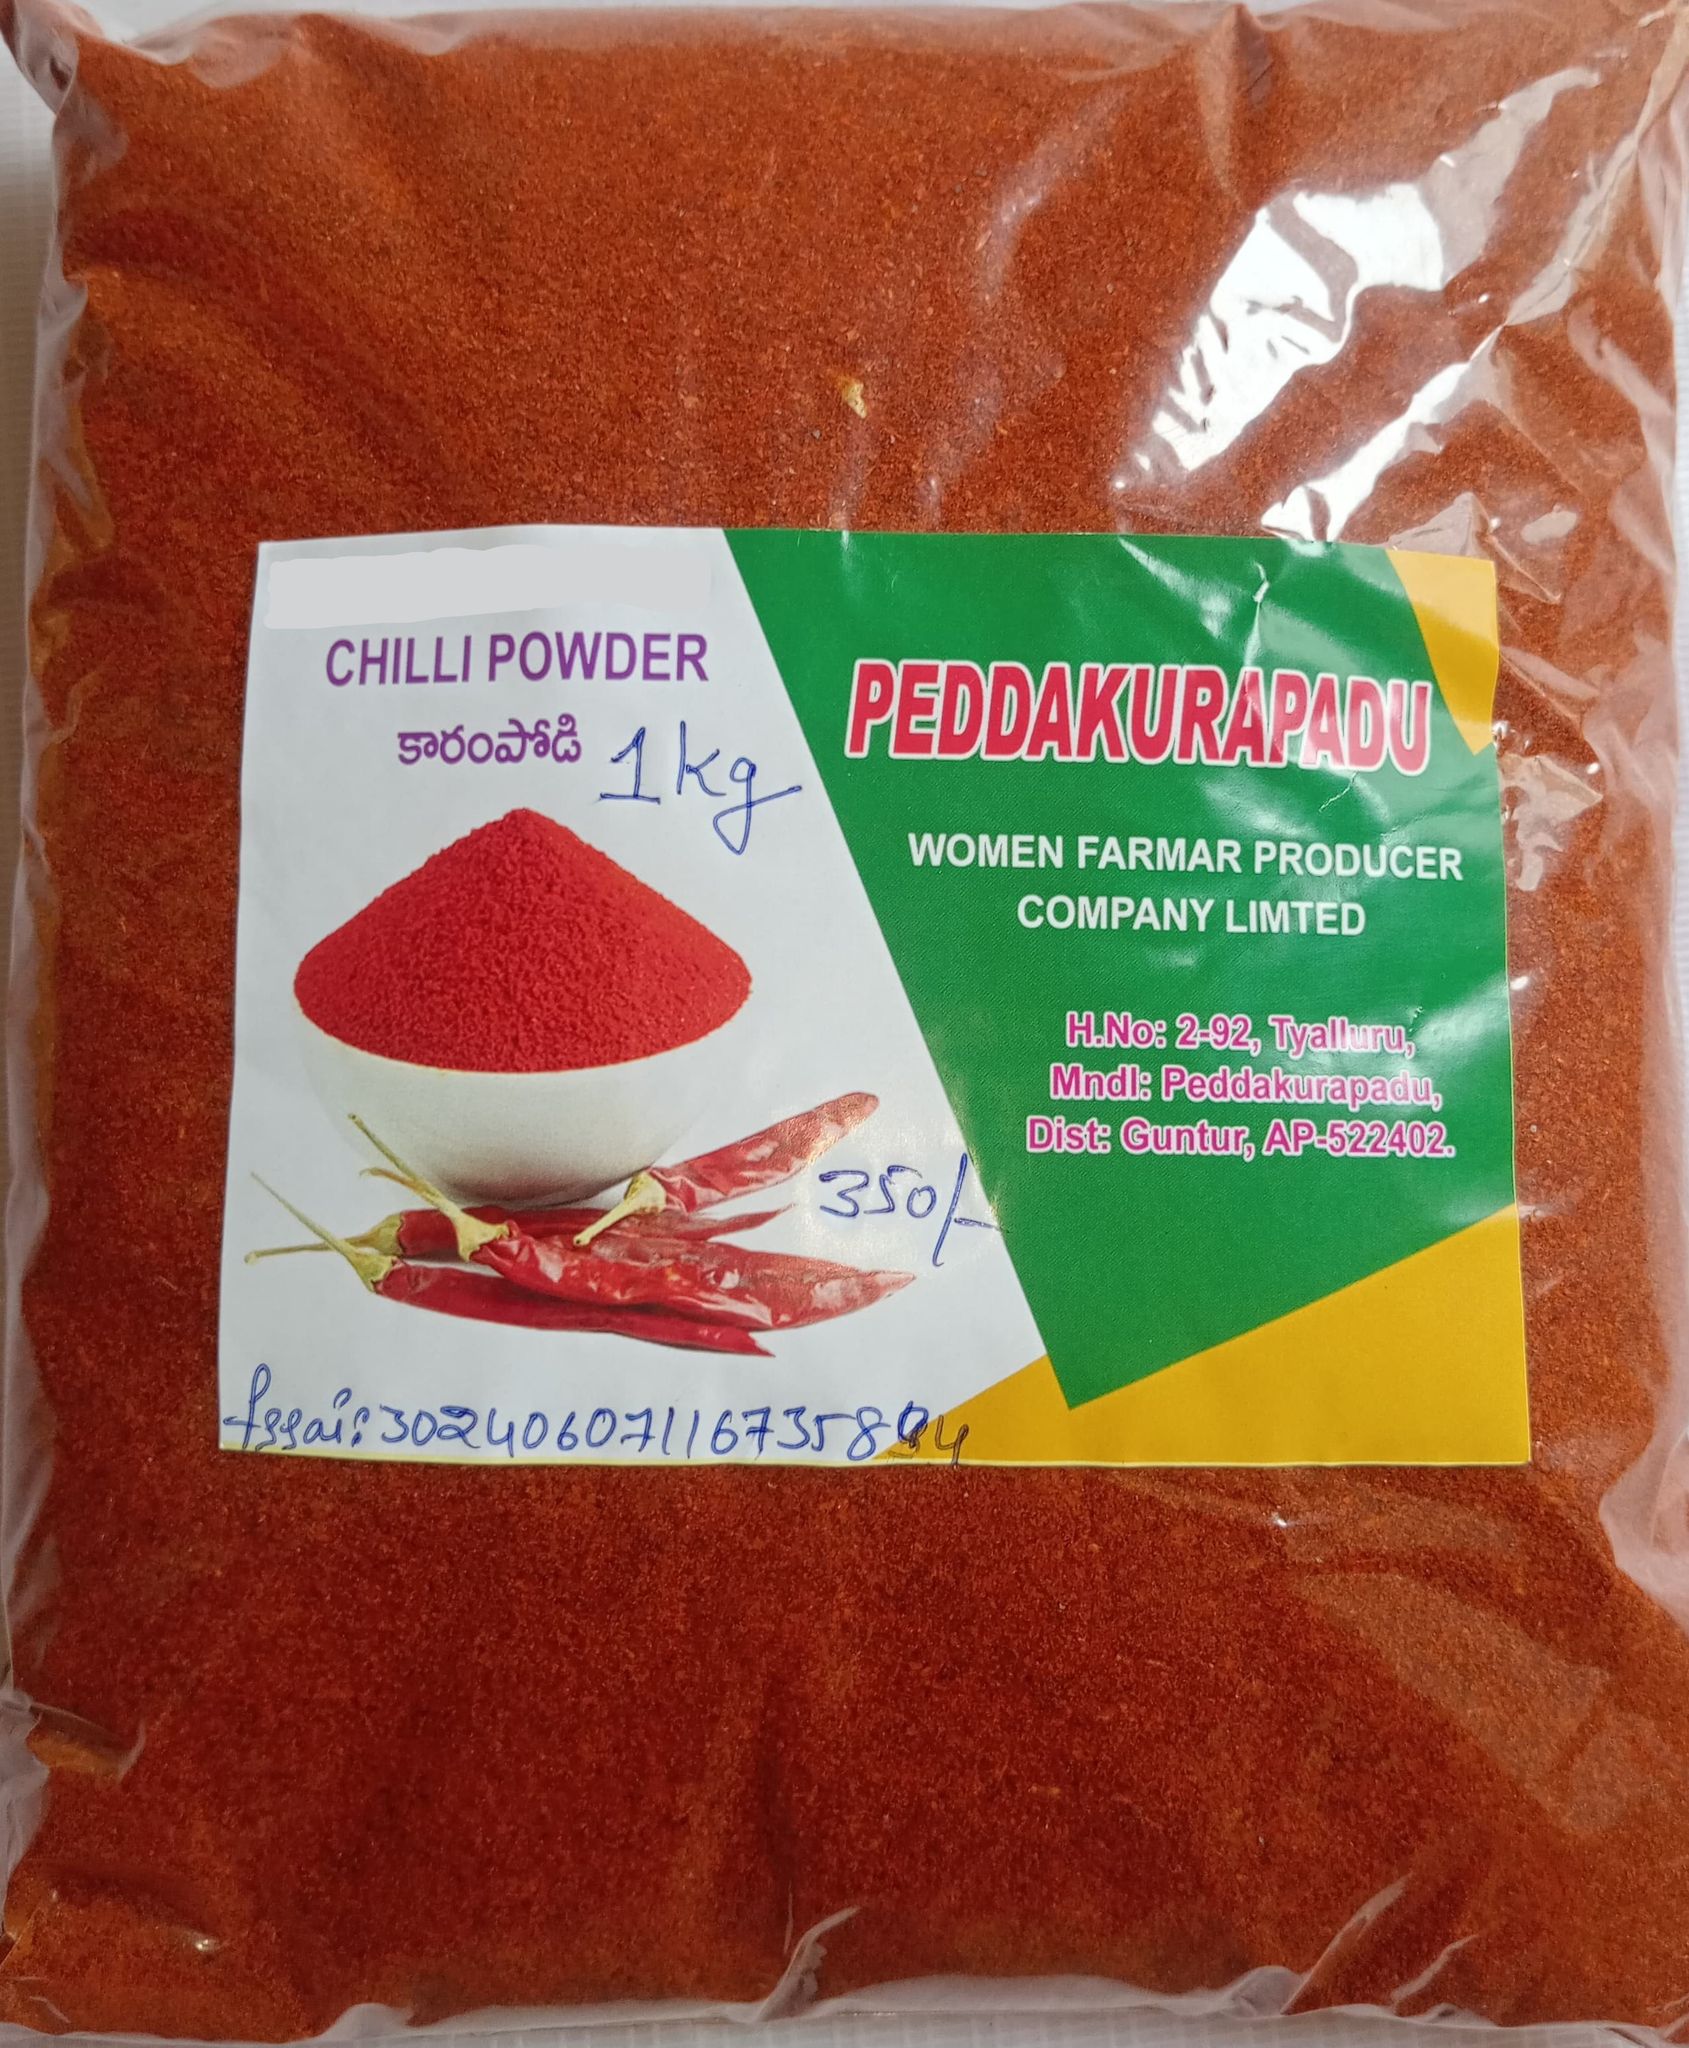 CHILLI POWDER
కారంపోడి 1kg
350/-
PEDDAKURAPADU
WOMEN FARMAR PRODUCER
COMPANY LIMTED
H.No: 2-92, Tyalluru,
Mndl: Peddakurapadu,
Dist: Guntur, AP-522402.
fssai: